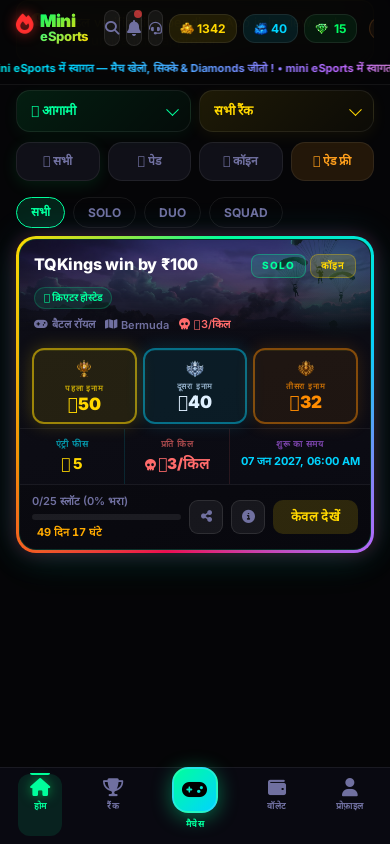 Mini
eSports
1342
40
15
ni eSports में स्वागत — मैच खेलो, सिक्के & Diamonds जीतो ! • mini eSports में स्वागत
आगामी
सभी रैंक
सभी
पेड
कॉइन
ऐड फ्री
सभी
SOLO
DUO
SQUAD
TQKings win by ₹100
SOLO
कॉइन
क्रिएटर होस्टेड
बैटल रॉयल
Bermuda
3/किल
पहला इनाम
दूसरा इनाम
तीसरा इनाम
50
40
32
एंट्री फीस
प्रति किल
शुरू का समय
5
3/किल
07 जन 2027, 06:00 AM
0/25 स्लॉट (0% भरा)
49 दिन 17 घंटे
केवल देखें
होम
रैंक
मैचेस
वॉलेट
प्रोफ़ाइल